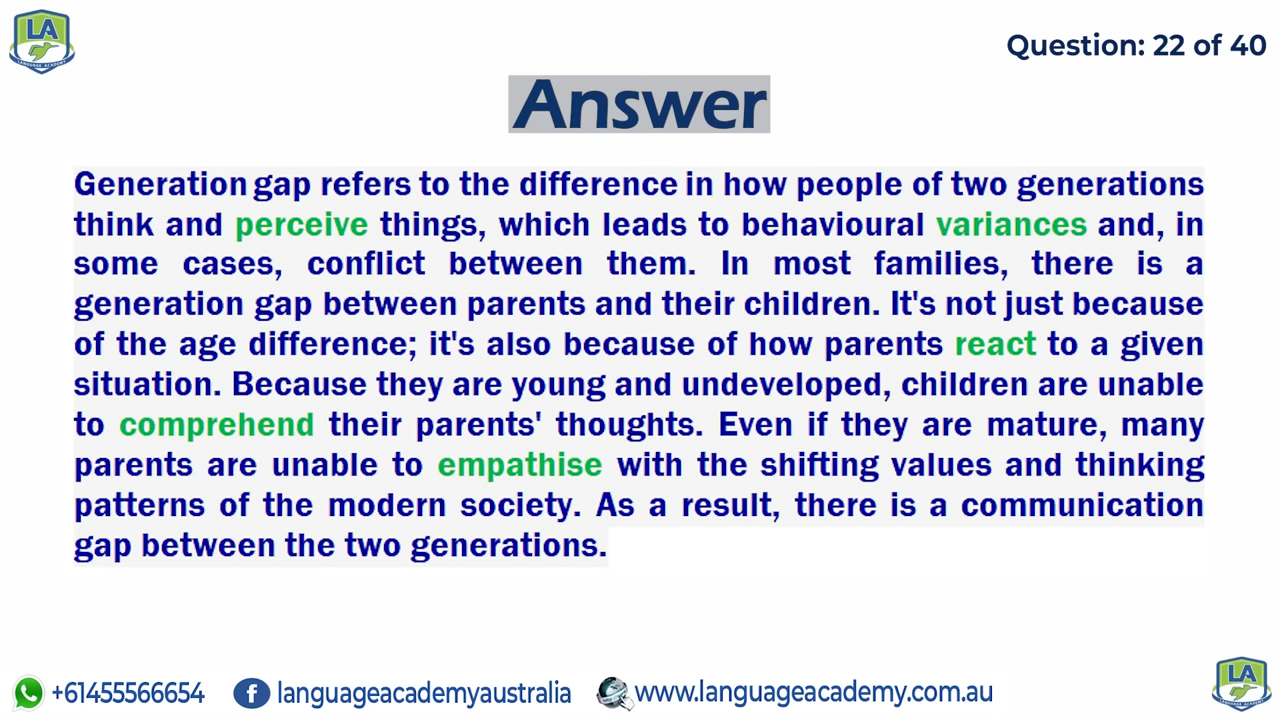 LA
LANGUAGE ACADEMY
Question: 22 of 40
Answer
Generation gap refers to the difference in how people of two generations
think and perceive things, which leads to behavioural variances and, in
some cases, conflict between them. In most families, there is a
generation gap between parents and their children. It's not just because
of the age difference; it's also because of how parents react to a given
situation. Because they are young and undeveloped, children are unable
to comprehend their parents' thoughts. Even if they are mature, many
parents are unable to empathise with the shifting values and thinking
patterns of the modern society. As a result, there is a communication
gap between the two generations.
+61455566654 languageacademyaustralia www.languageacademy.com.au
LA
LANGUAGE ACADEMY